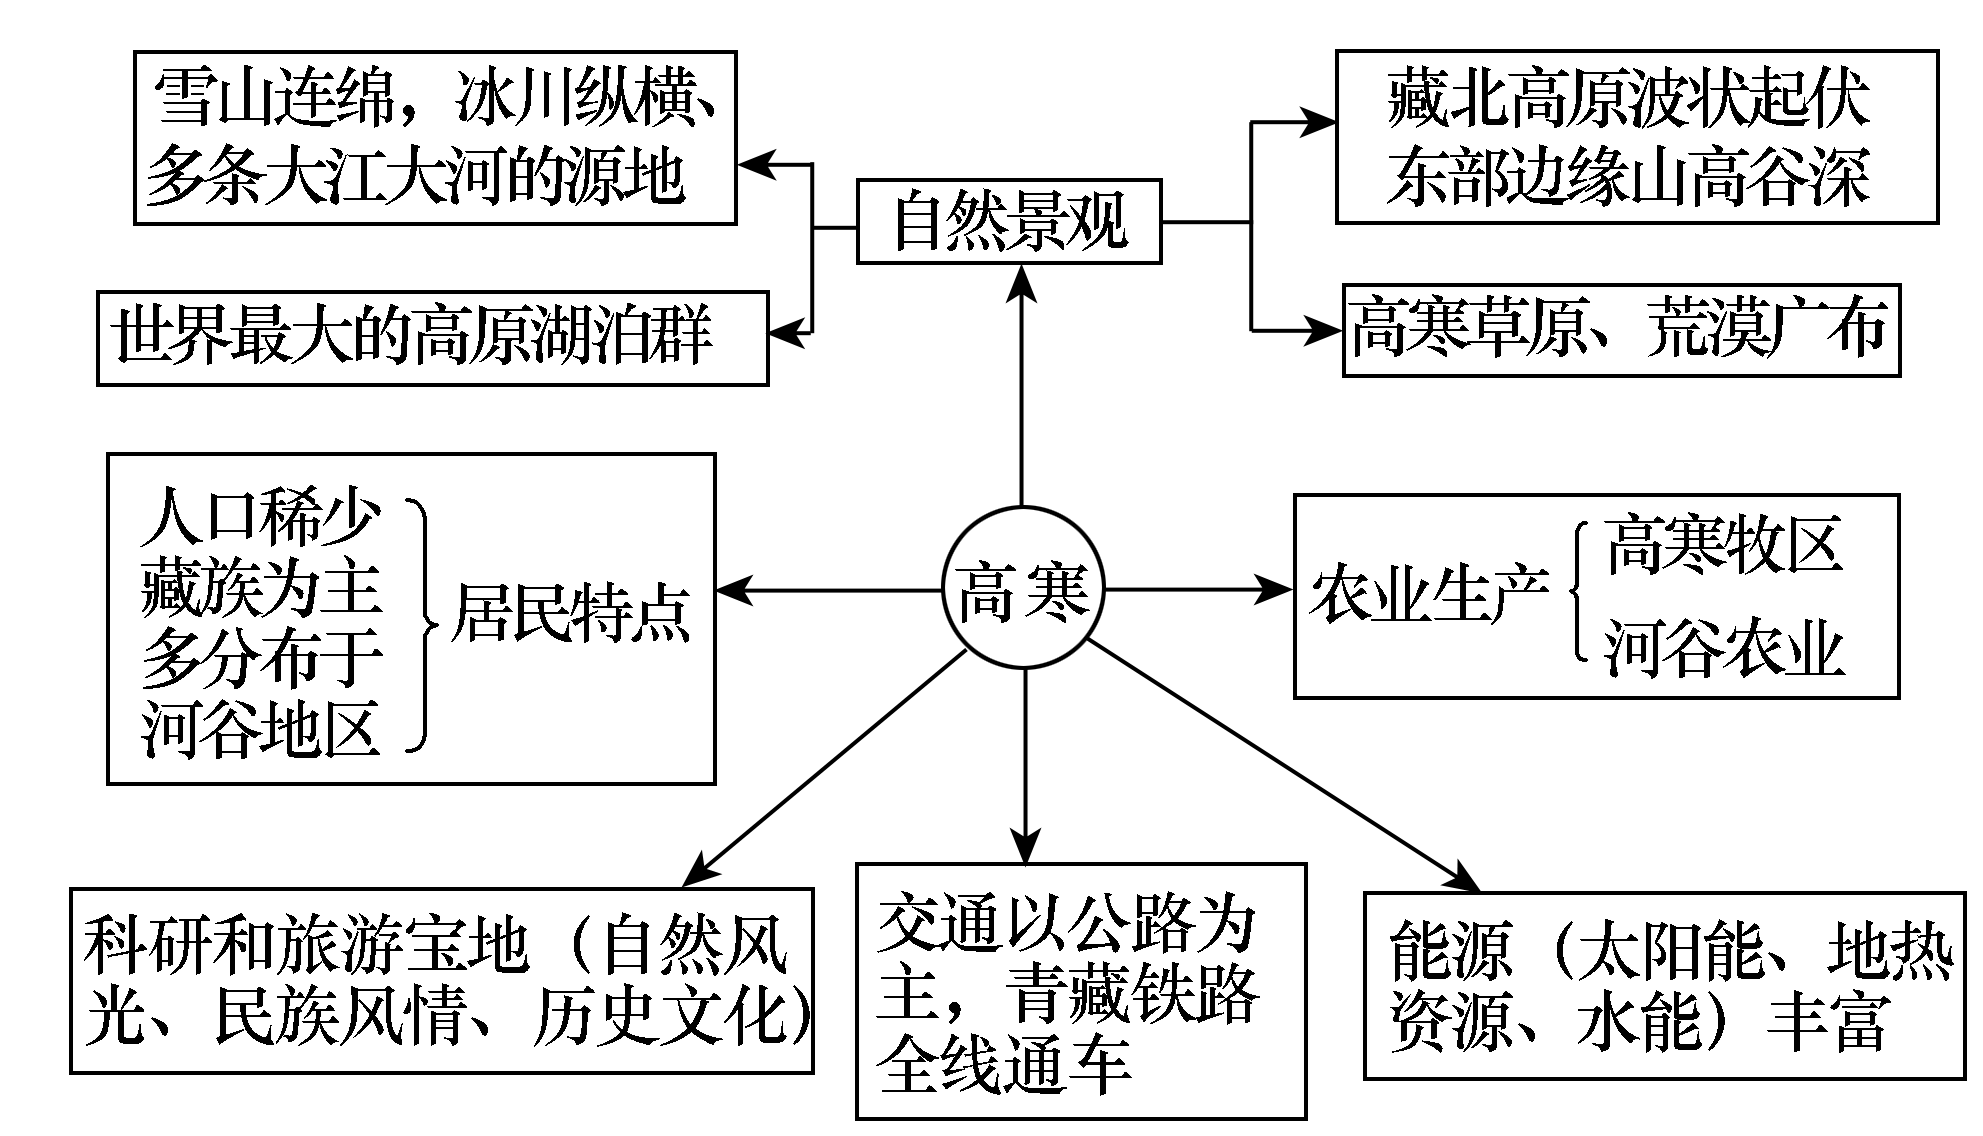 雪山连绵，冰川纵横、
多条大江大河的源地
藏北高原波状起伏
东部边缘山高谷深
自然景观
世界最大的高原湖泊群
高寒草原、荒漠广布
人口稀少
藏族为主
多分布于
河谷地区
居民特点
高寒
农业生产
高寒牧区
河谷农业
科研和旅游宝地（自然风
光、民族风情、历史文化）
交通以公路为
主，青藏铁路
全线通车
能源（太阳能、地热
资源、水能）丰富